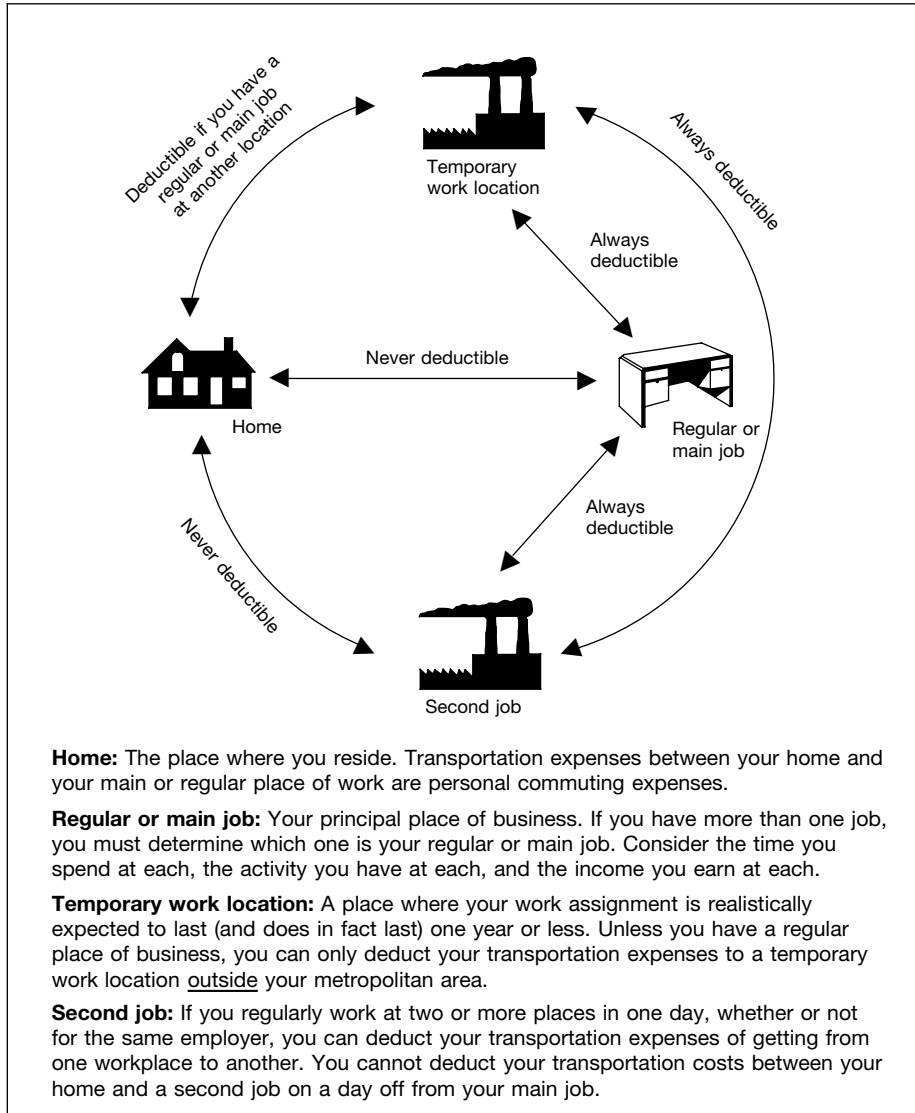 Deductible if you have a
regular or main job
at another location
Temporary
work location
Always deductible
Always
deductible
Never deductible
Home
Regular or
main job
Always
deductible
Never deductible
Second job
Home: The place where you reside. Transportation expenses between your home and
your main or regular place of work are personal commuting expenses.
Regular or main job: Your principal place of business. If you have more than one job,
you must determine which one is your regular or main job. Consider the time you
spend at each, the activity you have at each, and the income you earn at each.
Temporary work location: A place where your work assignment is realistically
expected to last (and does in fact last) one year or less. Unless you have a regular
place of business, you can only deduct your transportation expenses to a temporary
work location outside your metropolitan area.
Second job: If you regularly work at two or more places in one day, whether or not
for the same employer, you can deduct your transportation expenses of getting from
one workplace to another. You cannot deduct your transportation costs between your
home and a second job on a day off from your main job.